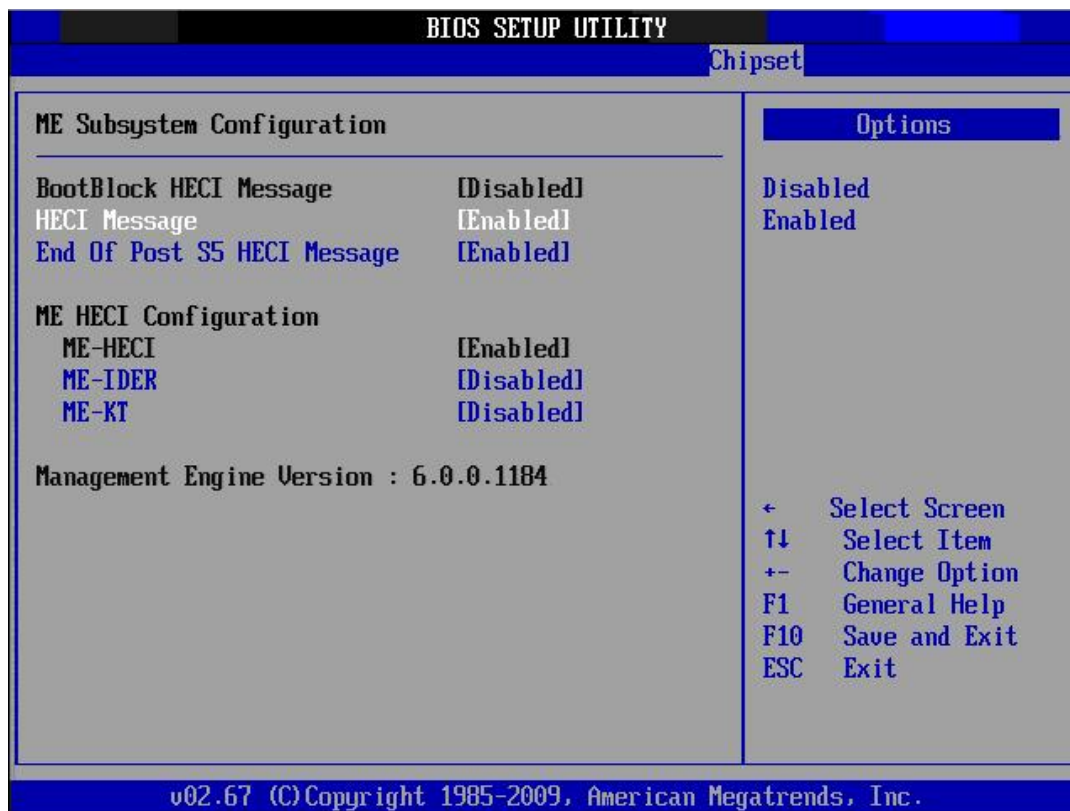 BIOS SETUP UTILITY
Chipset
ME Subsystem Configuration
BootBlock HECI Message [Disabled]
HECI Message [Enabled]
End Of Post S5 HECI Message [Enabled]
ME HECI Configuration
ME-HECI [Enabled]
ME-IDER [Disabled]
ME-KT [Disabled]
Management Engine Version : 6.0.0.1184
Options
Disabled
Enabled
← Select Screen
↑↓ Select Item
+- Change Option
F1 General Help
F10 Save and Exit
ESC Exit
v02.67 (C)Copyright 1985-2009, American Megatrends, Inc.